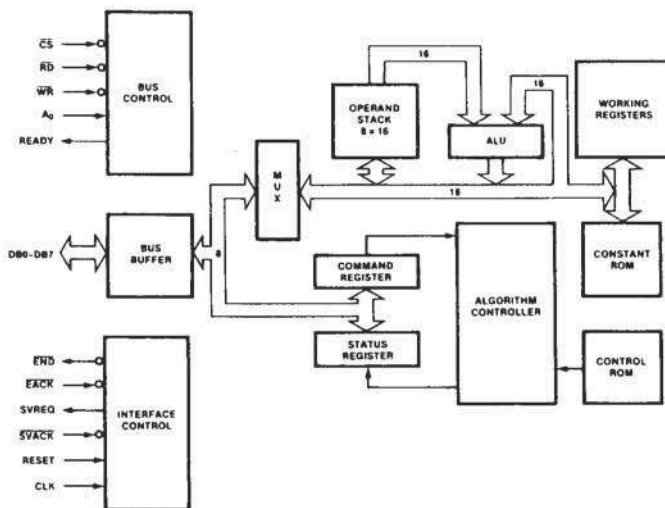 CS
RD
WR
A0
READY
BUS
CONTROL
16
OPERAND
STACK
8 × 16
ALU
16
WORKING
REGISTERS
MUX
16
DB0-DB7
BUS
BUFFER
8
COMMAND
REGISTER
STATUS
REGISTER
ALGORITHM
CONTROLLER
CONSTANT
ROM
CONTROL
ROM
END
EACK
SVREQ
SVACK
RESET
CLK
INTERFACE
CONTROL